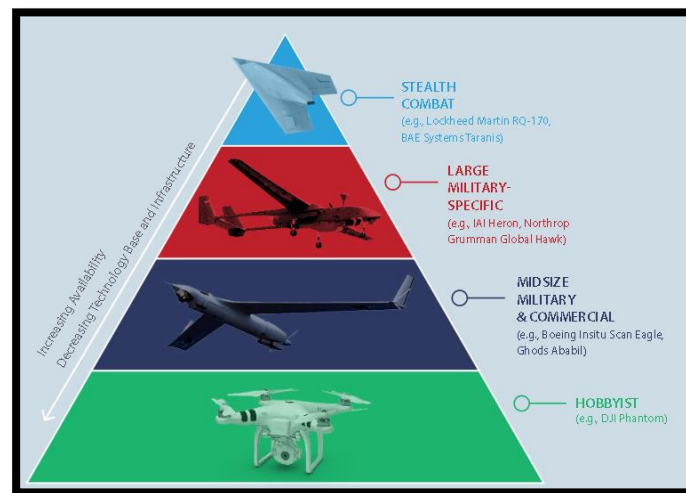 STEALTH
COMBAT
(e.g., Lockheed Martin RQ-170,
BAE Systems Taranis)
LARGE
MILITARY-
SPECIFIC
(e.g., IAI Heron, Northrop
Grumman Global Hawk)
MIDSIZE
MILITARY
& COMMERCIAL
(e.g., Boeing Insitu Scan Eagle,
Ghods Ababil)
HOBBYIST
(e.g., DJI Phantom)
Increasing Availability
Decreasing Technology Base and Infrastructure